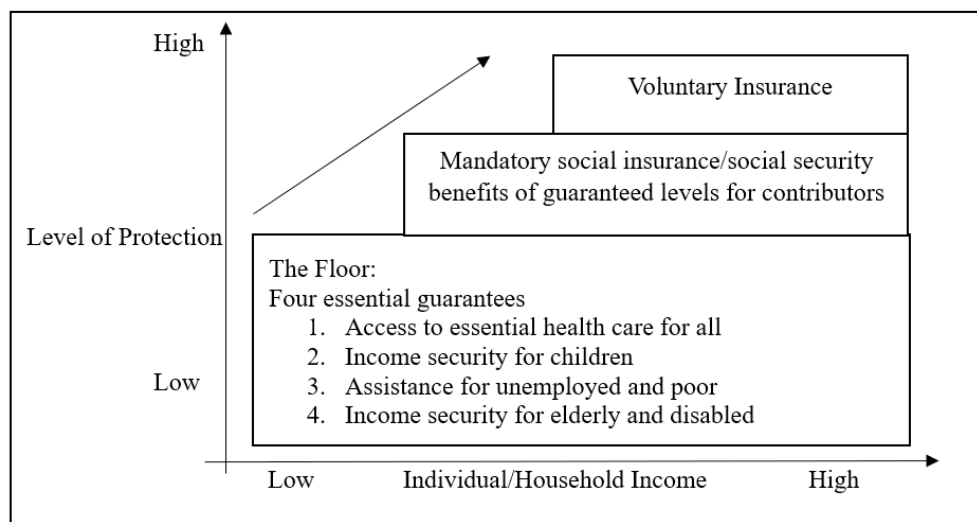 High
Voluntary Insurance
Mandatory social insurance/social security
benefits of guaranteed levels for contributors
Level of Protection
The Floor:
Four essential guarantees
1. Access to essential health care for all
2. Income security for children
3. Assistance for unemployed and poor
4. Income security for elderly and disabled
Low
Low
Individual/Household Income
High